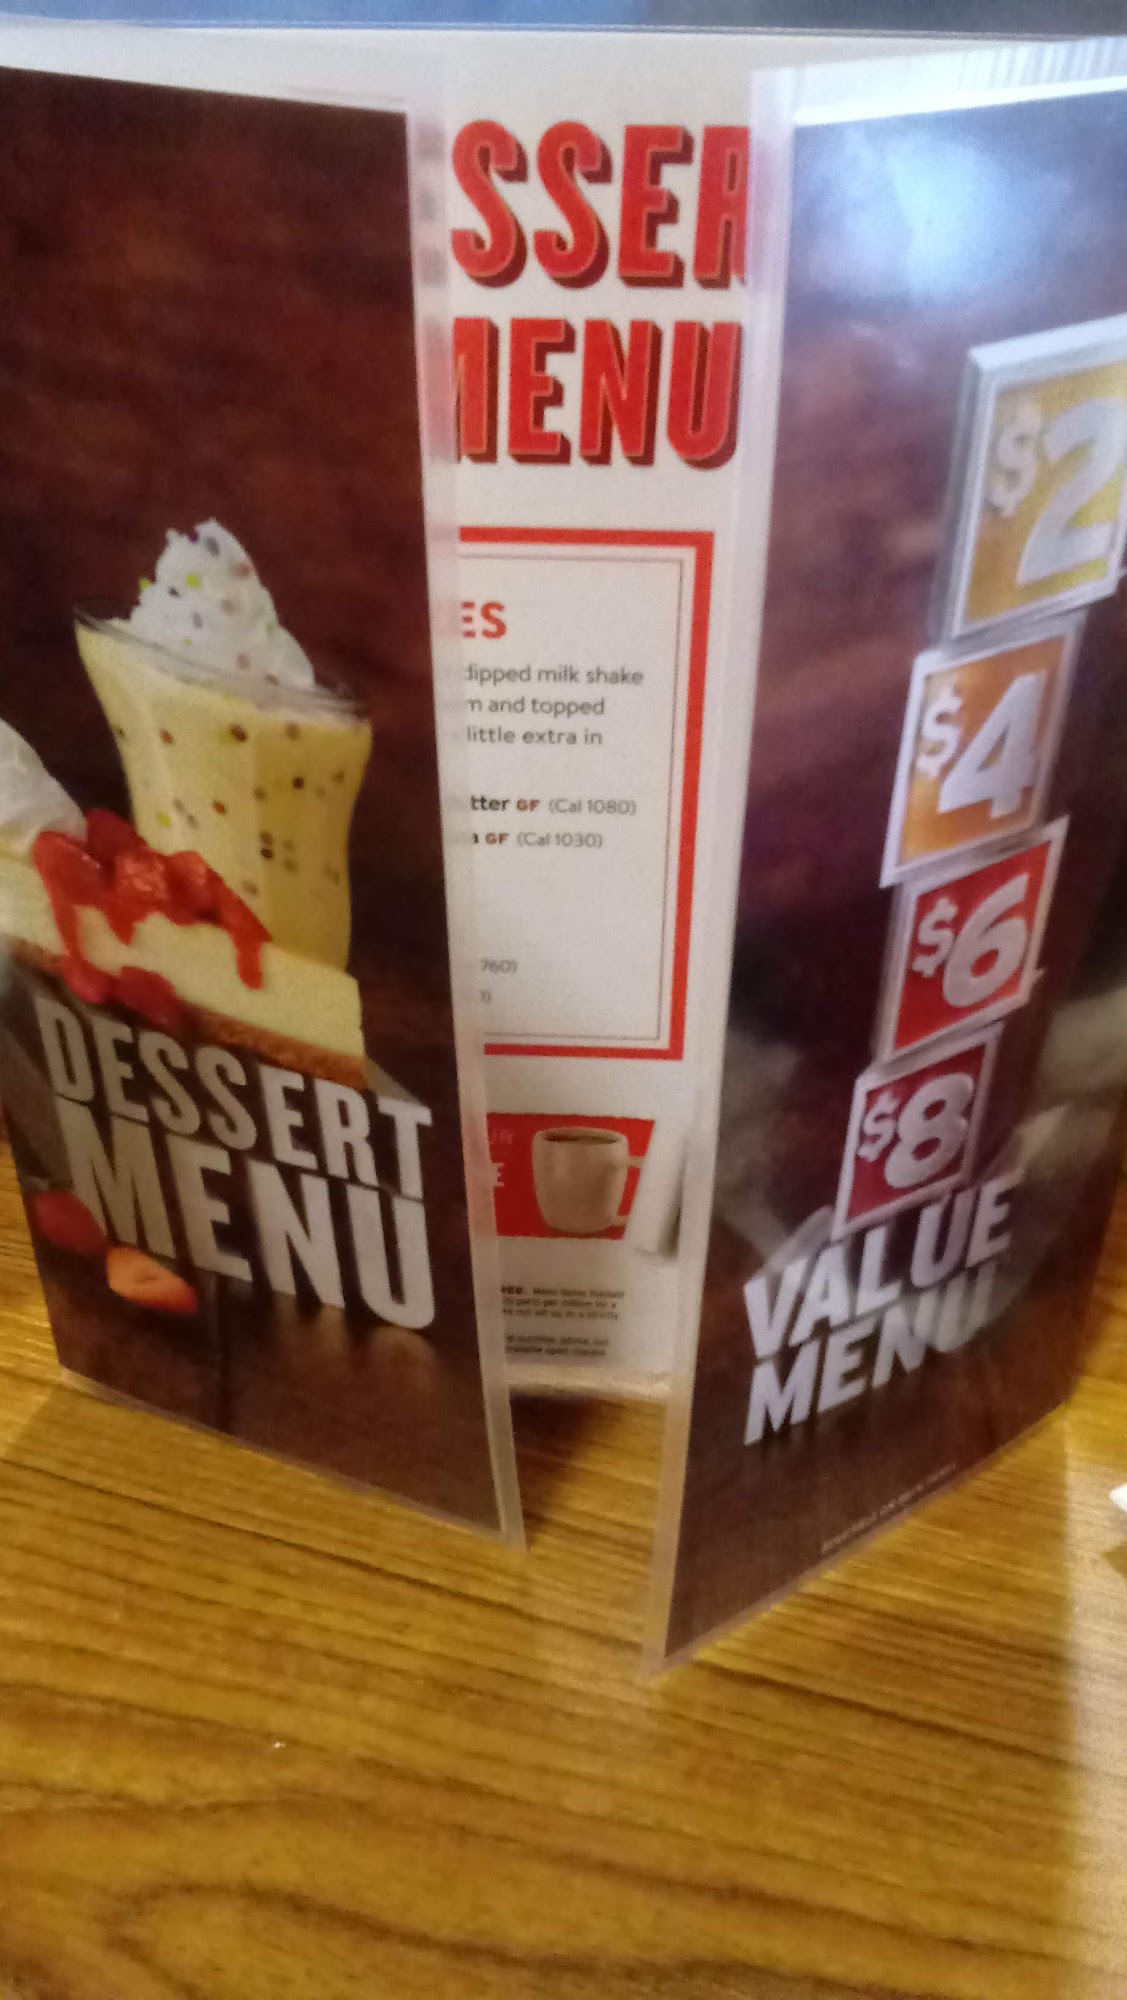 DESSERT
MENU
SSER
MENU
ES
dipped milk shake
and topped
little extra in
tter GF (Cal 1080)
GF (Cal 1030)
760)
$2
$4
$6
$8
VALUE
MENU